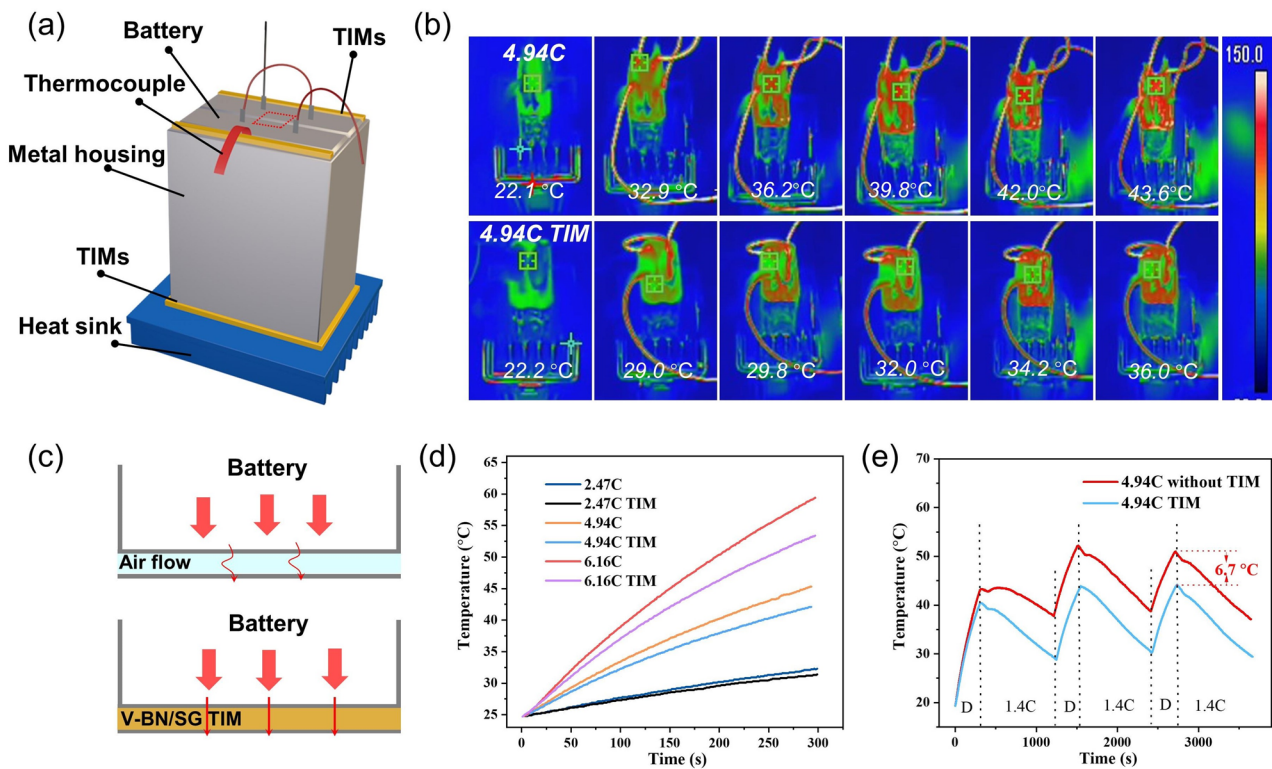 (a)
Battery
TIMs
Thermocouple
Metal housing
TIMs
Heat sink
(b)
4.94C
22.1 °C
32.9 °C
36.2°C
39.8 °C
42.0°C
43.6 °C
4.94C TIM
22.2 °C
29.0 °C
29.8 °C
32.0 °C
34.2 °C
36.0 °C
150.0
(c)
Battery
Air flow
Battery
V-BN/SG TIM
(d)
65
60
55
50
45
40
35
30
25
Temperature (°C)
2.47C
2.47C TIM
4.94C
4.94C TIM
6.16C
6.16C TIM
0
50
100
150
200
250
300
Time (s)
(e)
70
60
50
40
30
20
Temperature (°C)
4.94C without TIM
4.94C TIM
6.7 °C
D
1.4C
D
1.4C
D
1.4C
0
1000
2000
3000
Time (s)